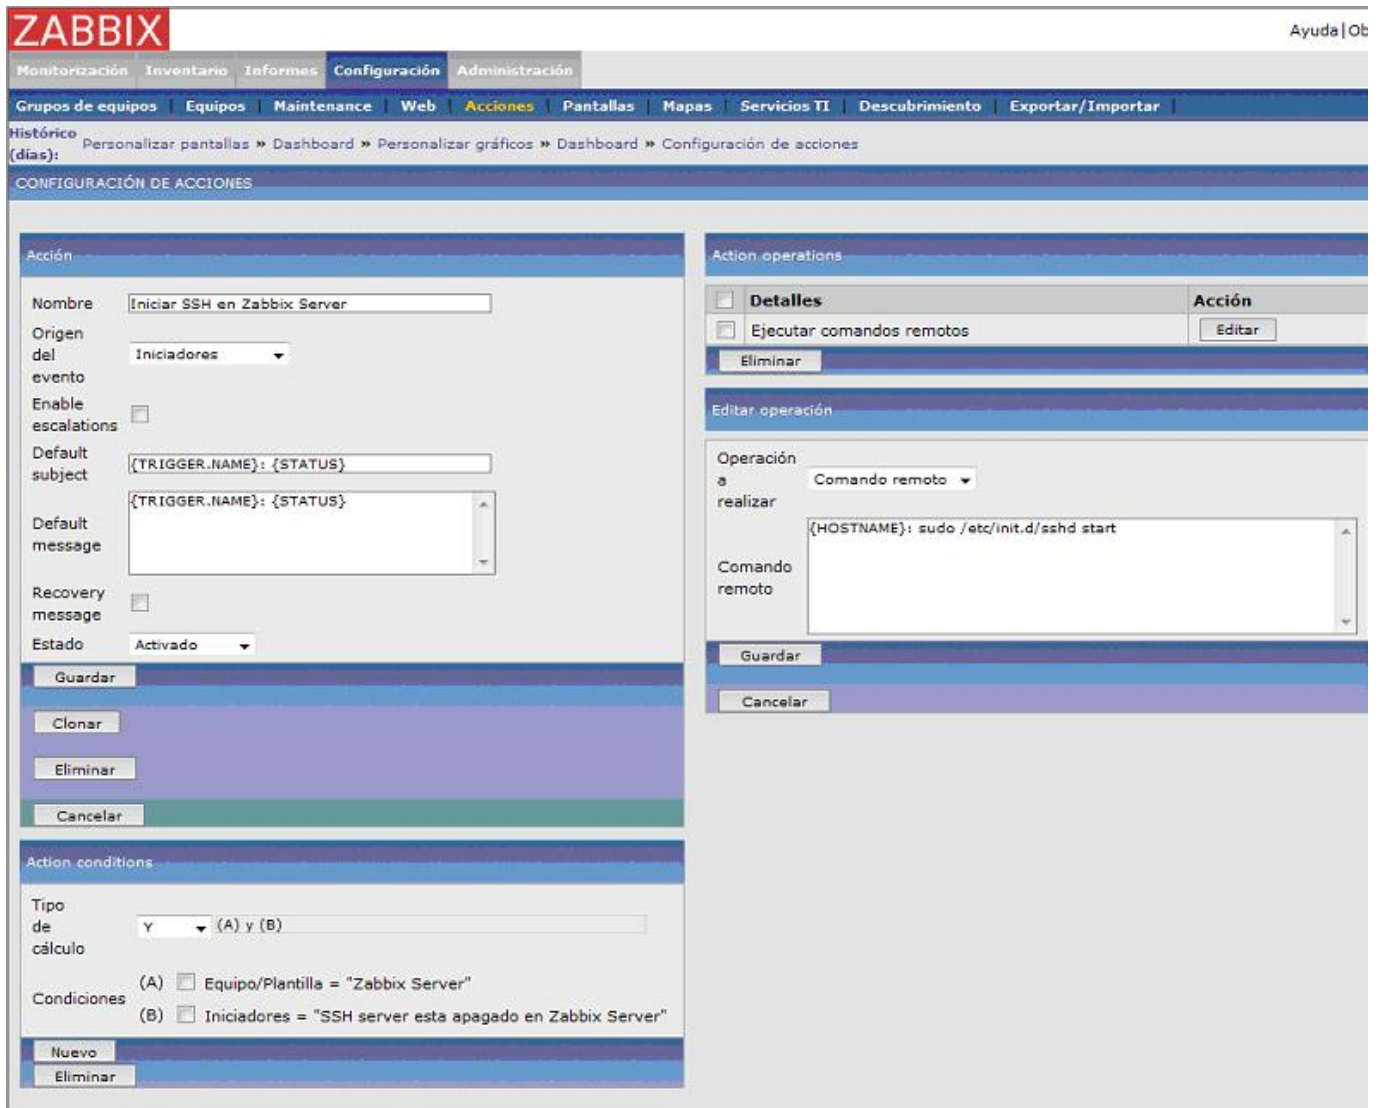 ZABBIX
Ayuda|Ob
Monitorización Inventario Informes Configuración Administración
Grupos de equipos | Equipos | Maintenance | Web | Acciones | Pantallas | Mapas | Servicios TI | Descubrimiento | Exportar/Importar |
Histórico
(días):
Personalizar pantallas » Dashboard » Personalizar gráficos » Dashboard » Configuración de acciones
CONFIGURACIÓN DE ACCIONES
Acción
Nombre
Iniciar SSH en Zabbix Server
Origen
del
evento
Iniciadores
Enable
escalations
Default
subject
{TRIGGER.NAME}: {STATUS}
Default
message
{TRIGGER.NAME}: {STATUS}
Recovery
message
Estado
Activado
Guardar
Clonar
Eliminar
Cancelar
Action conditions
Tipo
de
cálculo
Y
(A) y (B)
Condiciones
(A) Equipo/Plantilla = "Zabbix Server"
(B) Iniciadores = "SSH server esta apagado en Zabbix Server"
Nuevo
Eliminar
Action operations
Detalles
Acción
Ejecutar comandos remotos
Editar
Eliminar
Editar operación
Operación
a
realizar
Comando remoto
Comando
remoto
{HOSTNAME}: sudo /etc/init.d/sshd start
Guardar
Cancelar